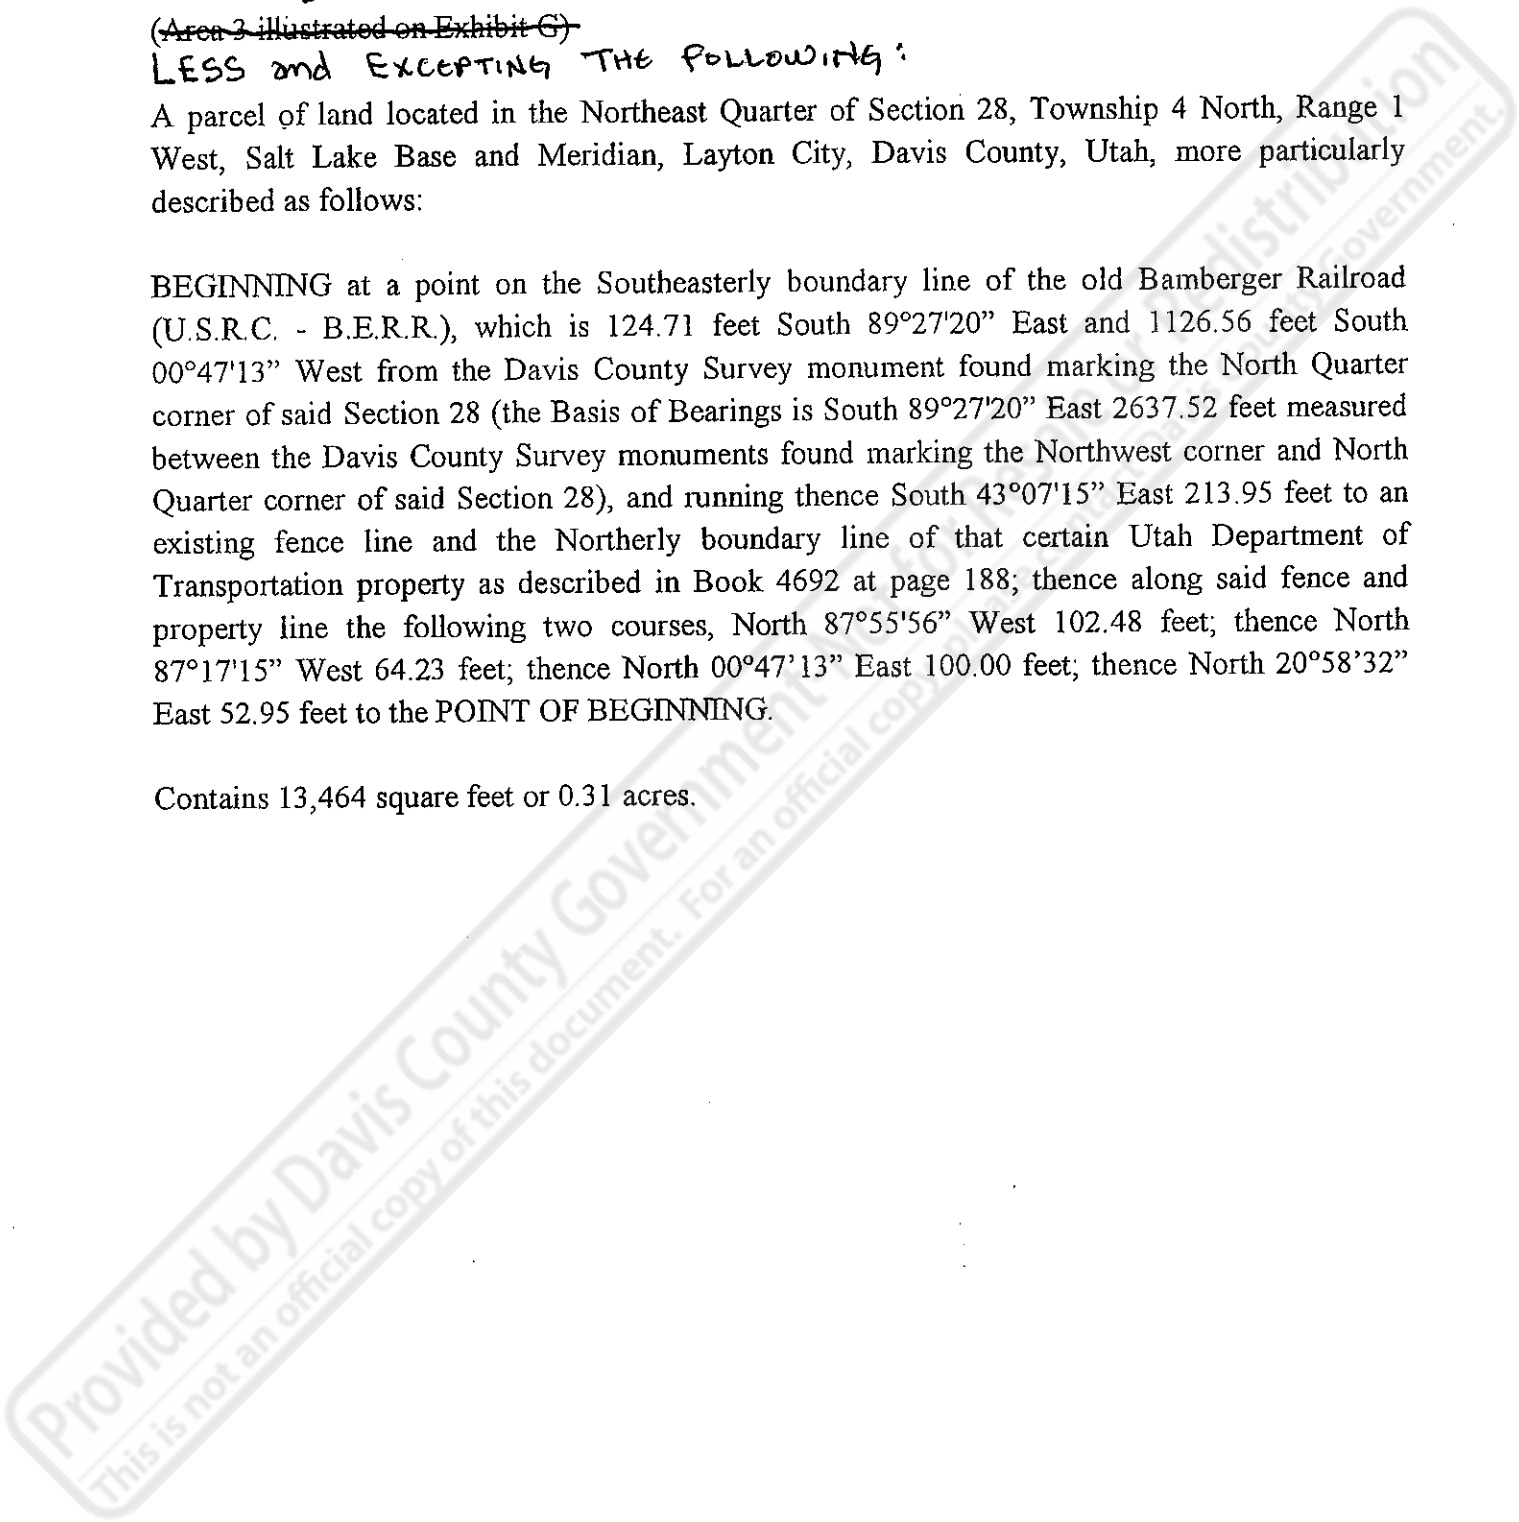 (Area 3 illustrated on Exhibit G)
LESS and EXCEPTING THE FOLLOWING:
A parcel of land located in the Northeast Quarter of Section 28, Township 4 North, Range 1
West, Salt Lake Base and Meridian, Layton City, Davis County, Utah, more particularly
described as follows:
BEGINNING at a point on the Southeasterly boundary line of the old Bamberger Railroad
(U.S.R.C. - B.E.R.R.), which is 124.71 feet South 89°27'20” East and 1126.56 feet South
00°47'13” West from the Davis County Survey monument found marking the North Quarter
corner of said Section 28 (the Basis of Bearings is South 89°27'20” East 2637.52 feet measured
between the Davis County Survey monuments found marking the Northwest corner and North
Quarter corner of said Section 28), and running thence South 43°07'15” East 213.95 feet to an
existing fence line and the Northerly boundary line of that certain Utah Department of
Transportation property as described in Book 4692 at page 188; thence along said fence and
property line the following two courses, North 87°55'56” West 102.48 feet; thence North
87°17'15” West 64.23 feet; thence North 00°47’13” East 100.00 feet; thence North 20°58’32”
East 52.95 feet to the POINT OF BEGINNING.
Contains 13,464 square feet or 0.31 acres.
Provided by Davis County Government-Not for Resale or Redistribution
This is not an official copy of this document. For an official copy please contact Davis County Government.